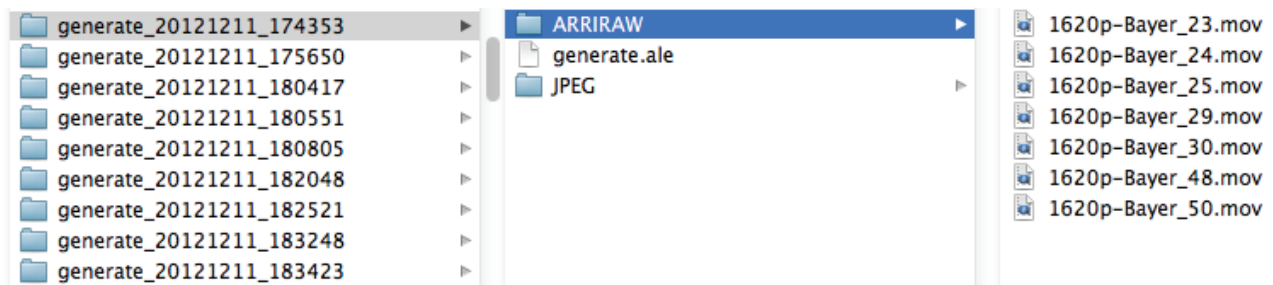 generate_20121211_174353
generate_20121211_175650
generate_20121211_180417
generate_20121211_180551
generate_20121211_180805
generate_20121211_182048
generate_20121211_182521
generate_20121211_183248
generate_20121211_183423
ARRIRAW
generate.ale
JPEG
1620p-Bayer_23.mov
1620p-Bayer_24.mov
1620p-Bayer_25.mov
1620p-Bayer_29.mov
1620p-Bayer_30.mov
1620p-Bayer_48.mov
1620p-Bayer_50.mov